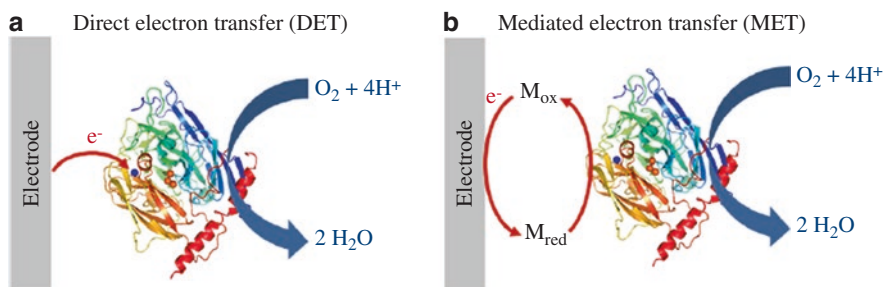 a Direct electron transfer (DET)
Electrode
e⁻
O₂ + 4H⁺
2 H₂O
b Mediated electron transfer (MET)
Electrode
e⁻
Mox
Mred
O₂ + 4H⁺
2 H₂O